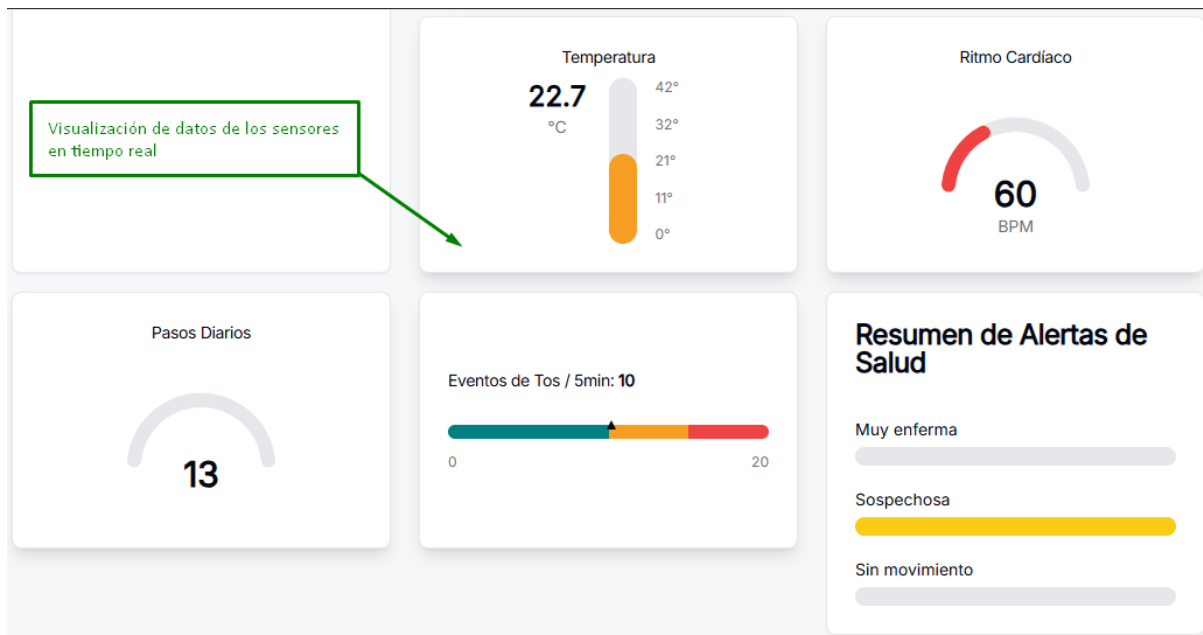 Visualización de datos de los sensores
en tiempo real
Temperatura
22.7
°C
42°
32°
21°
11°
0°
Ritmo Cardíaco
60
BPM
Pasos Diarios
13
Eventos de Tos / 5min: 10
0
20
Resumen de Alertas de
Salud
Muy enferma
Sospechosa
Sin movimiento